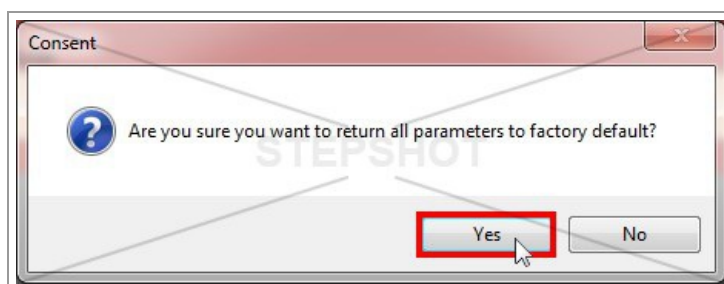 Consent
Are you sure you want to return all parameters to factory default?
STEPSHOT
Yes
No